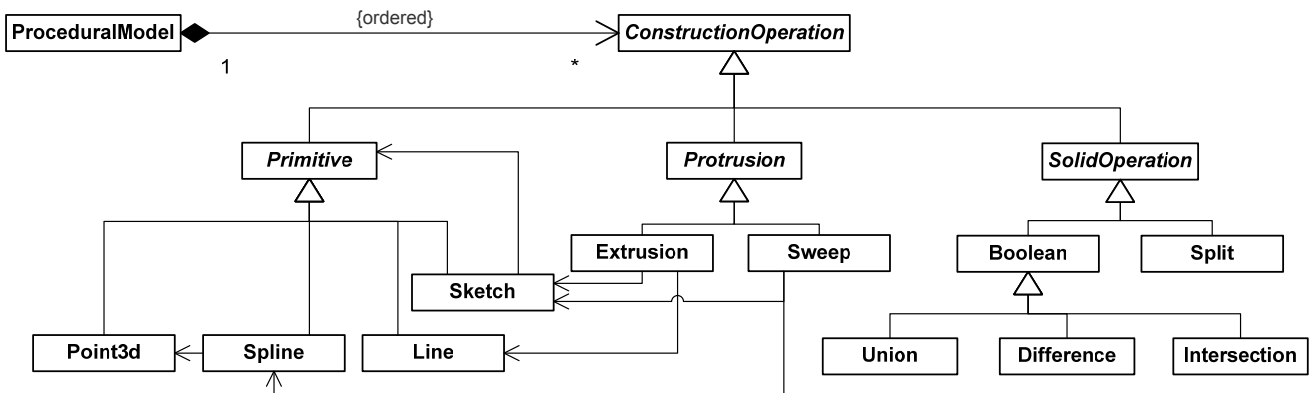 ProceduralModel
{ordered}
ConstructionOperation
1
*
Primitive
Protrusion
SolidOperation
Extrusion
Sweep
Boolean
Split
Sketch
Point3d
Spline
Line
Union
Difference
Intersection